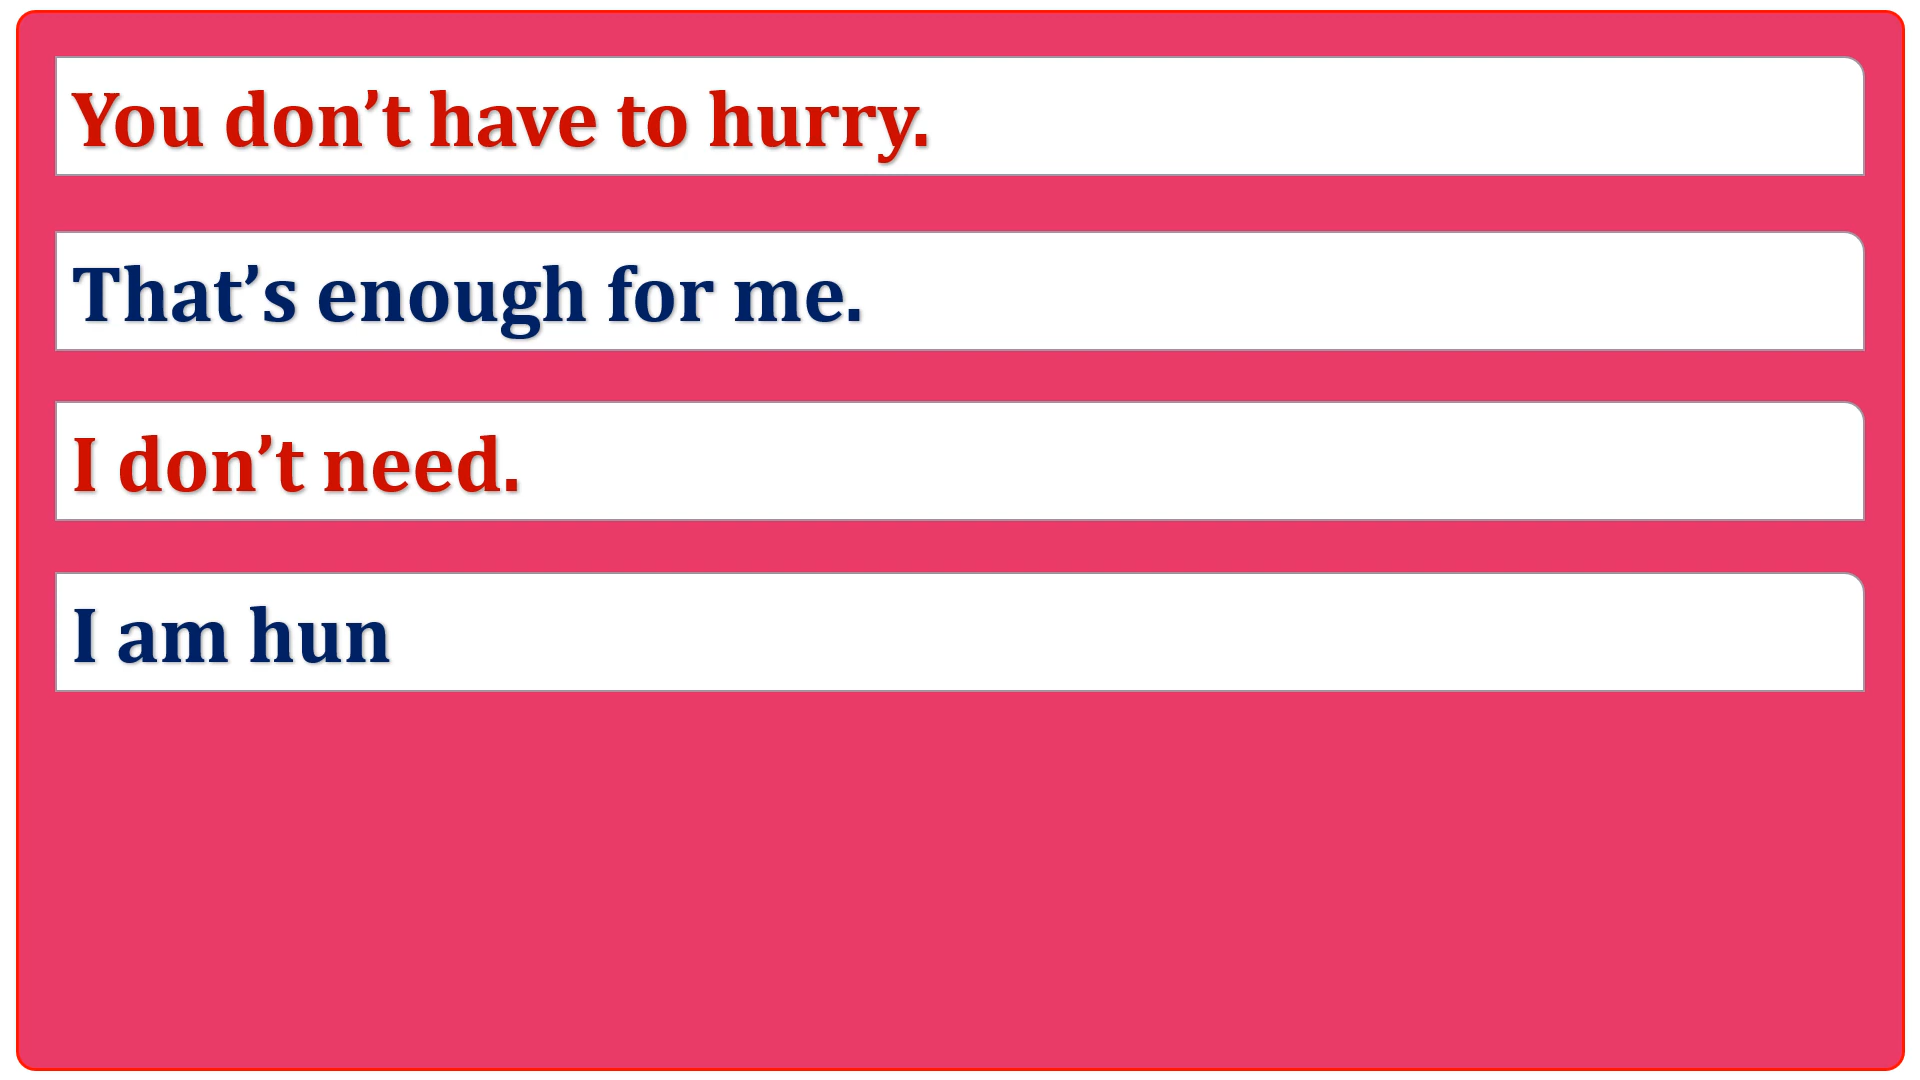 You don’t have to hurry.
That’s enough for me.
I don’t need.
I am hun